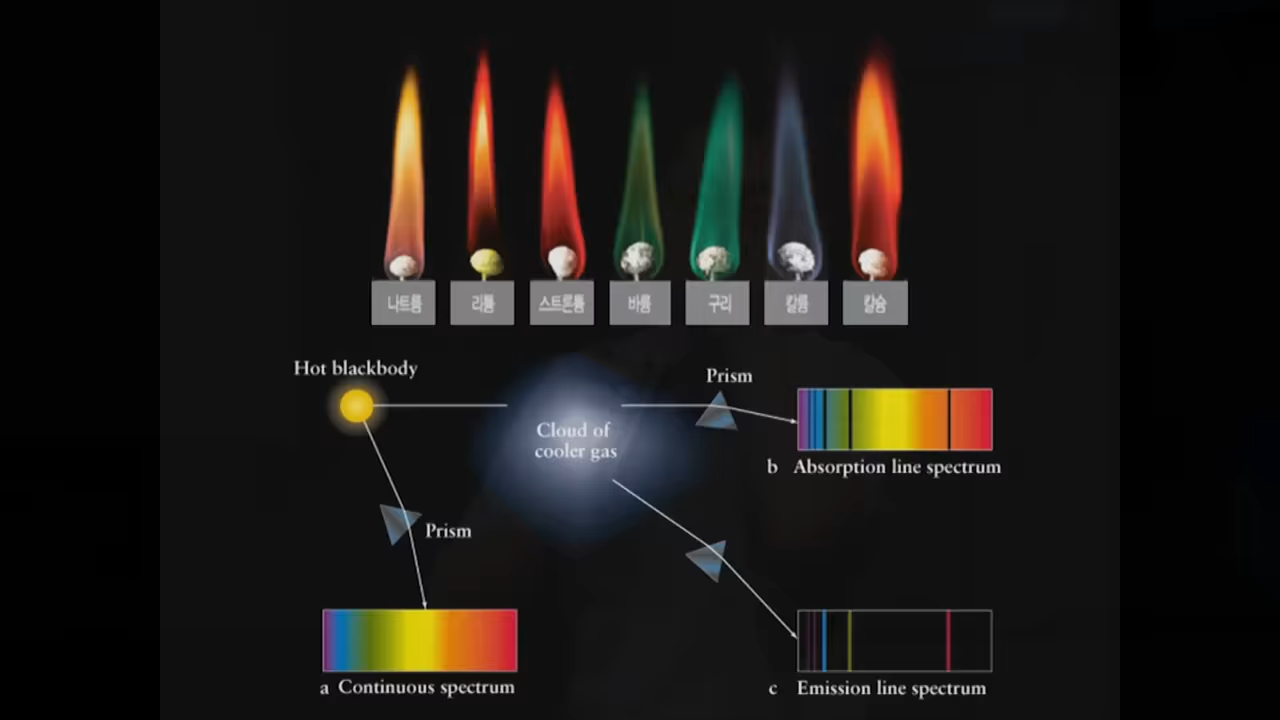 나트륨
리튬
스트론튬
바륨
구리
칼륨
칼슘
Hot blackbody
Prism
Cloud of
cooler gas
b Absorption line spectrum
Prism
a Continuous spectrum
c Emission line spectrum